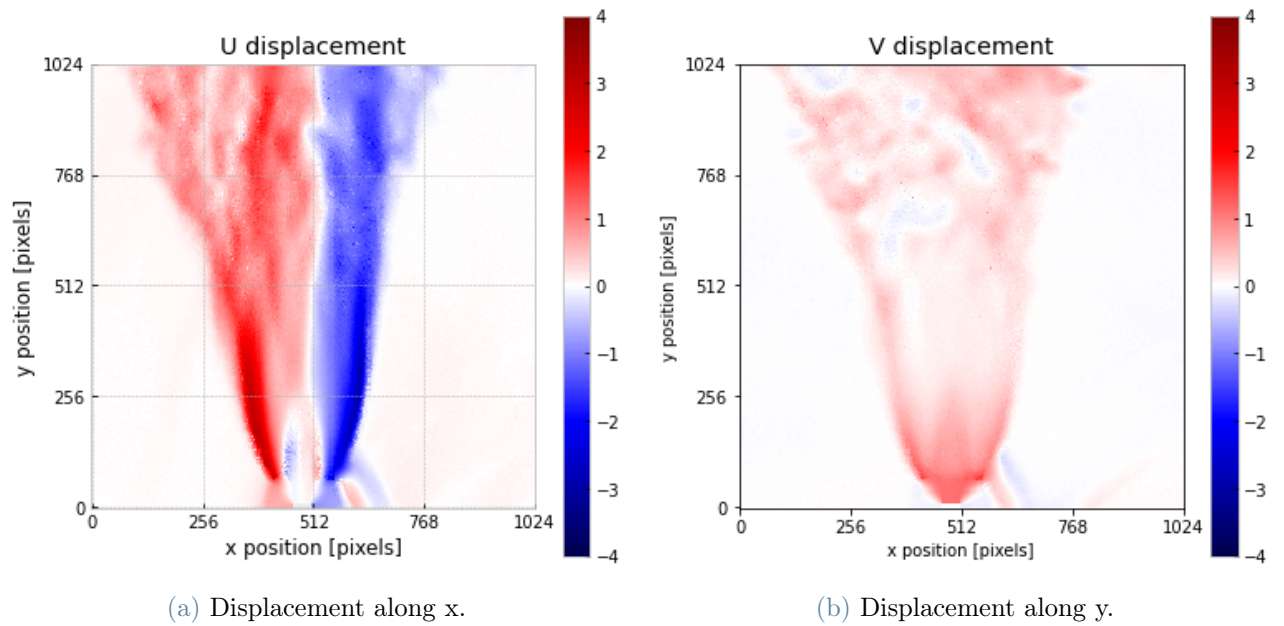 U displacement
1024
768
512
256
0
0 256 512 768 1024
y position [pixels]
x position [pixels]
4
3
2
1
0
−1
−2
−3
−4
(a) Displacement along x.
V displacement
1024
768
512
256
0
0 256 512 768 1024
y position [pixels]
x position [pixels]
4
3
2
1
0
−1
−2
−3
−4
(b) Displacement along y.